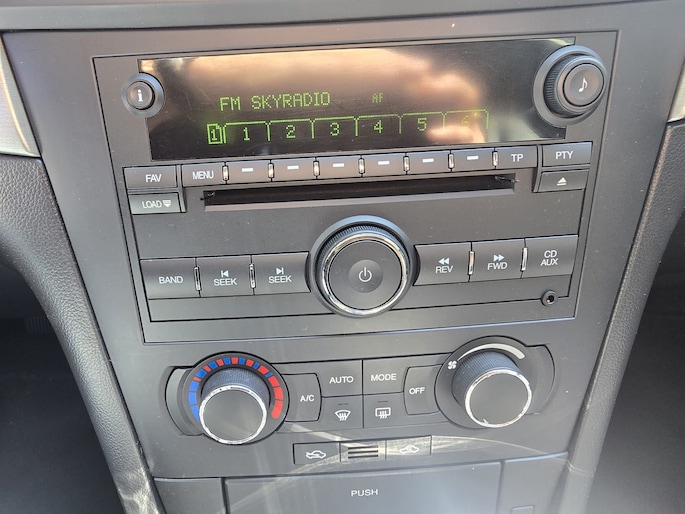 i
FM SKYRADIO AF
1 1 2 3 4 5 6
FAV MENU TP PTY
LOAD
BAND SEEK SEEK REV FWD CD
AUX
A/C AUTO MODE OFF
PUSH